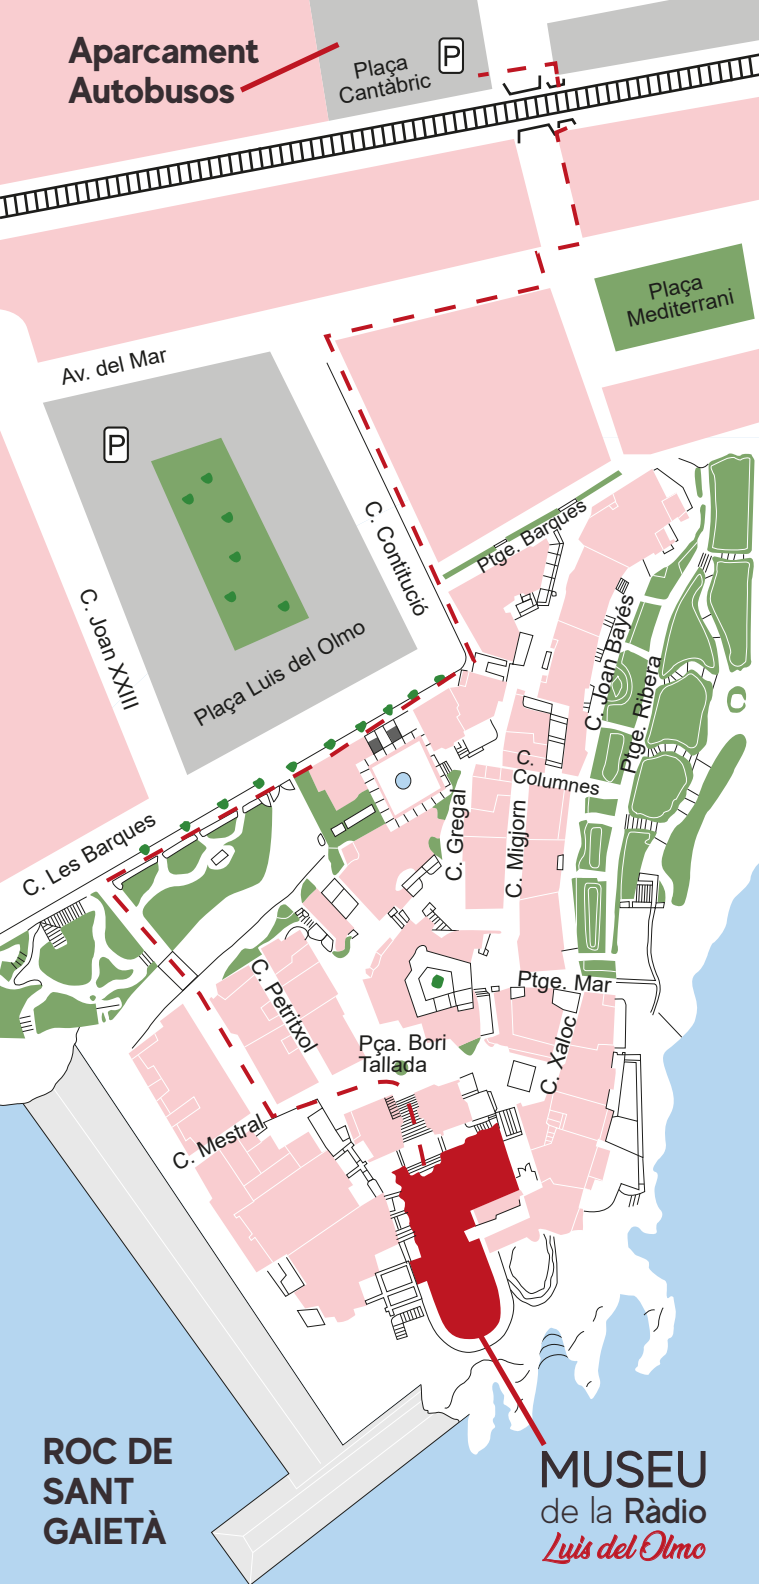 Aparcament
Autobusos
Plaça
Cantàbric
P
Plaça
Mediterrani
Av. del Mar
P
C. Contitució
Ptge. Barques
C. Joan XXIII
Plaça Luis del Olmo
C. Joan Bayés
Ptge. Ribera
C.
Columnes
C. Gregal
C. Migjorn
C. Les Barques
C. Petritxol
Ptge. Mar
Pça. Bori
Tallada
C. Xaloc
C. Mestral
ROC DE
SANT
GAIETÀ
MUSEU
de la Ràdio
Luis del Olmo